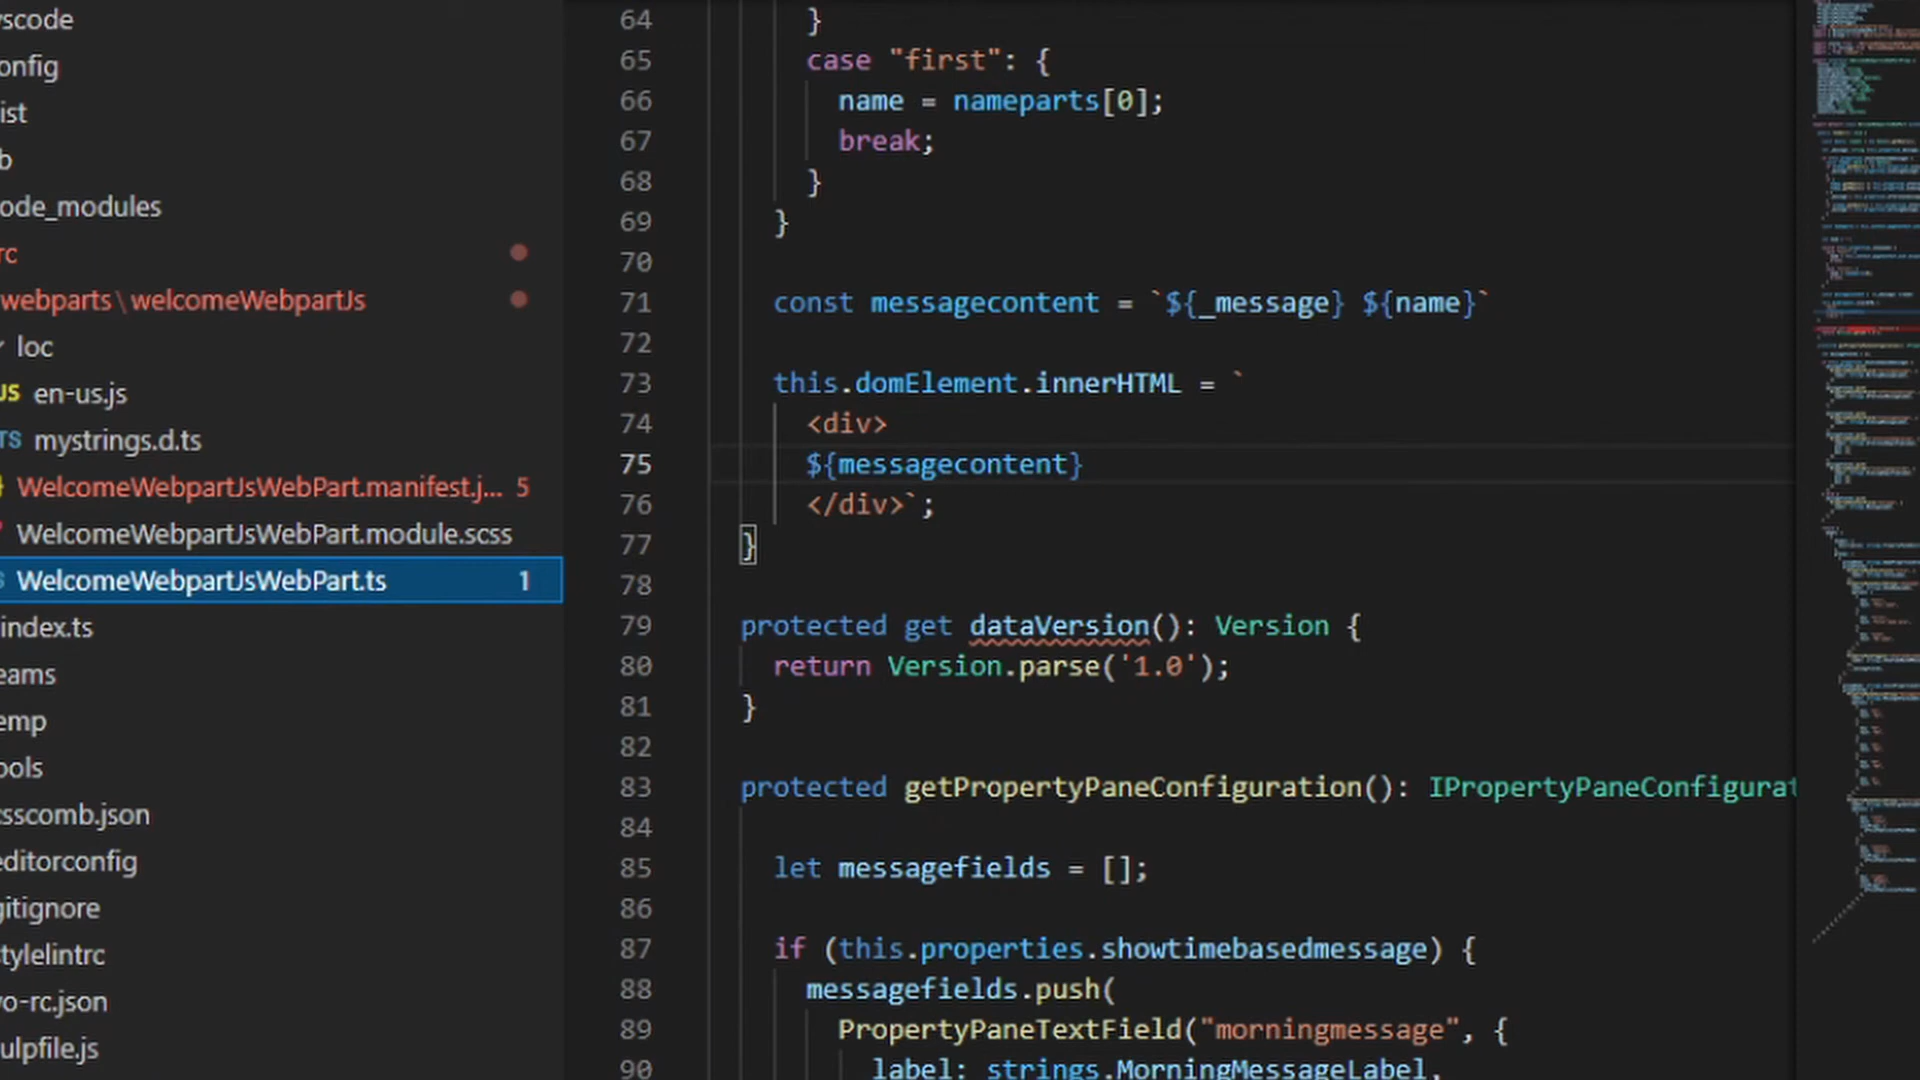 vscode
onfig
ist
b
ode_modules
rc
webparts\welcomeWebpartJs
loc
JS en-us.js
TS mystrings.d.ts
WelcomeWebpartJsWebPart.manifest.j... 5
WelcomeWebpartJsWebPart.module.scss
WelcomeWebpartJsWebPart.ts 1
index.ts
eams
emp
ools
csscomb.json
editorconfig
gitignore
tylelintrc
yo-rc.json
ulpfile.js
64 }
65 case "first": {
66 name = nameparts[0];
67 break;
68 }
69 }
70
71 const messagecontent = `${_message} ${name}`
72
73 this.domElement.innerHTML = `
74 <div>
75 ${messagecontent}
76 </div>`;
77 }
78
79 protected get dataVersion(): Version {
80 return Version.parse('1.0');
81 }
82
83 protected getPropertyPaneConfiguration(): IPropertyPaneConfigurat
84
85 let messagefields = [];
86
87 if (this.properties.showtimebasedmessage) {
88 messagefields.push(
89 PropertyPaneTextField("morningmessage", {
90 label: strings.MorningMessageLabel,